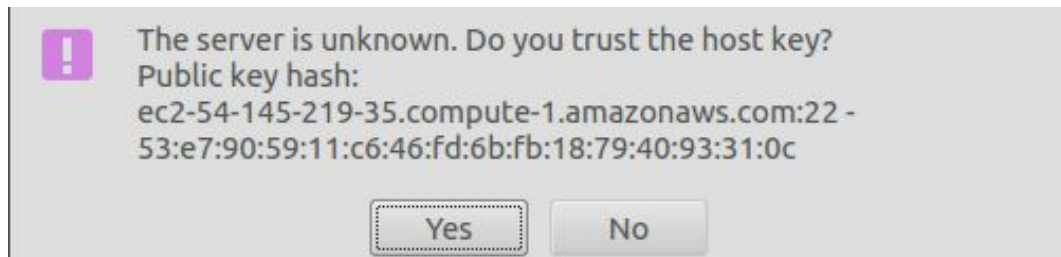 The server is unknown. Do you trust the host key?
Public key hash:
ec2-54-145-219-35.compute-1.amazonaws.com:22 -
53:e7:90:59:11:c6:46:fd:6b:fb:18:79:40:93:31:0c
Yes No